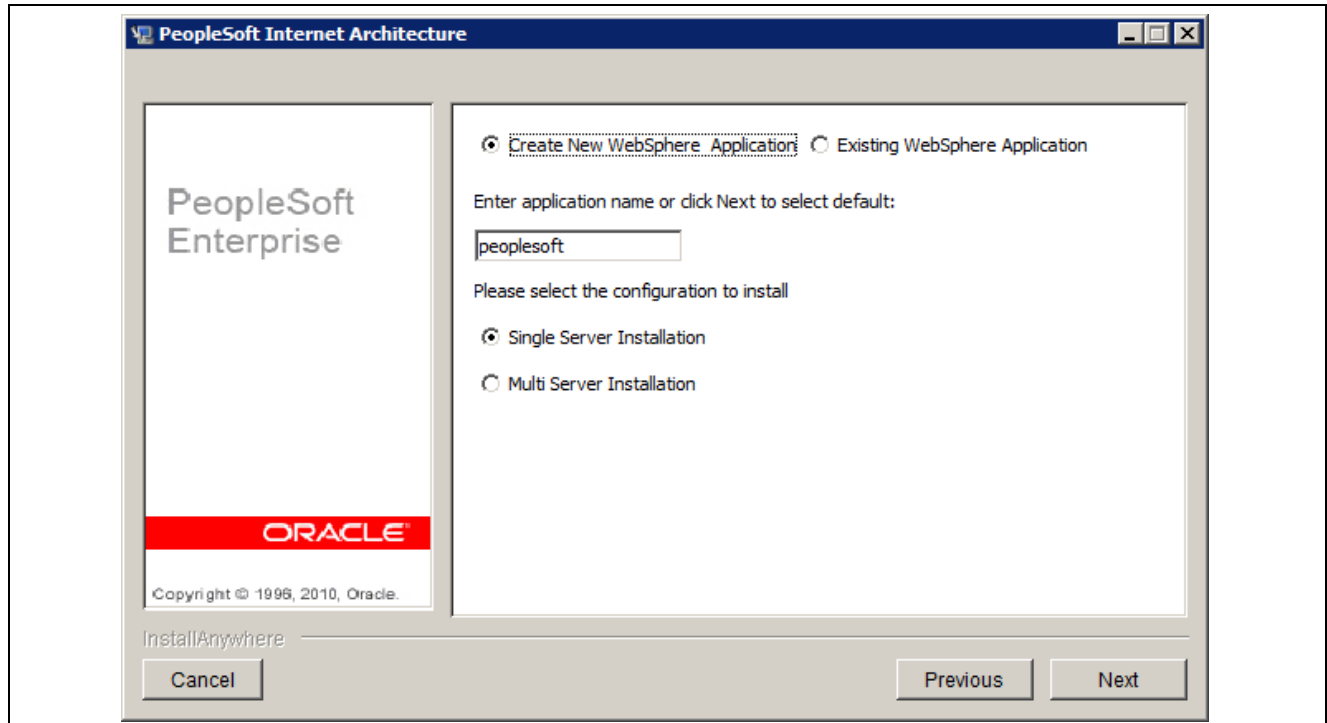 PeopleSoft Internet Architecture
Create New WebSphere  Application Existing WebSphere Application
PeopleSoft
Enterprise
Enter application name or click Next to select default:
peoplesoft
Please select the configuration to install
Single Server Installation
Multi Server Installation
ORACLE
Copyright © 1996, 2010, Oracle.
InstallAnywhere
Cancel Previous Next